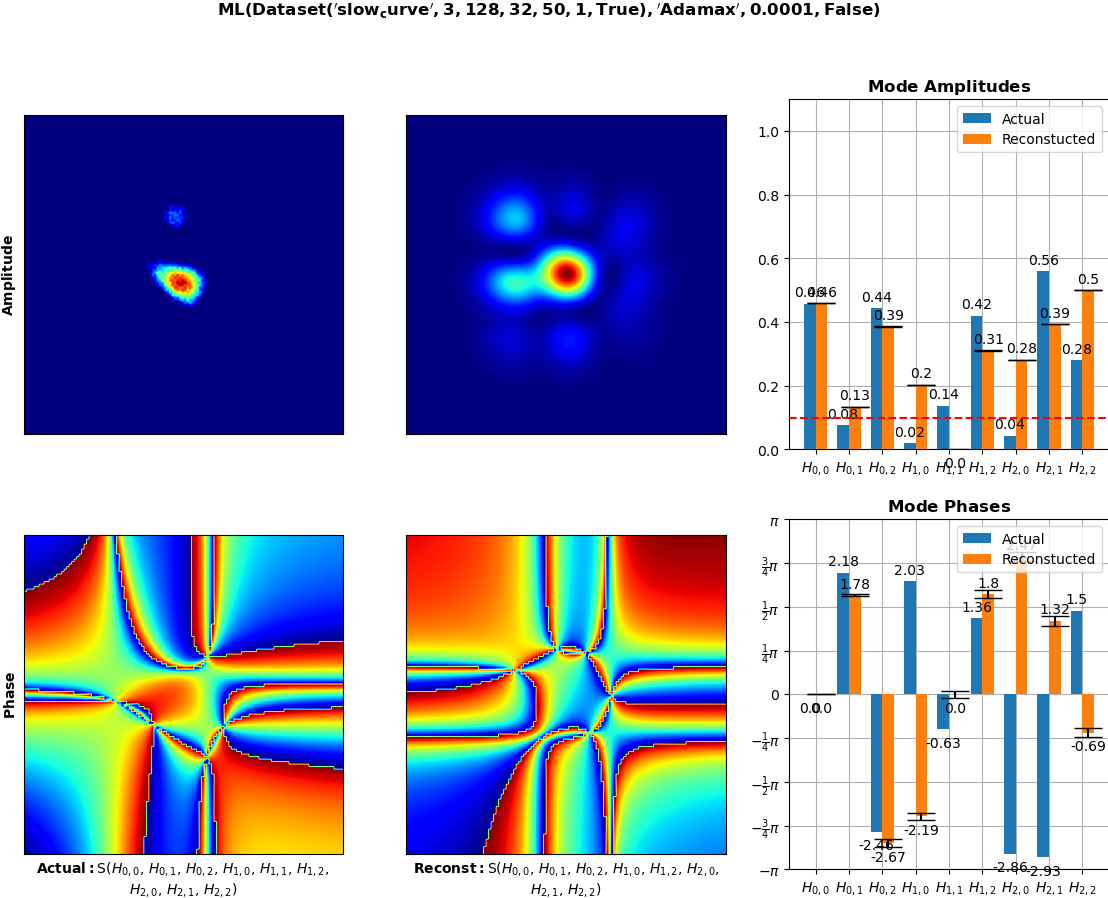 ML(Dataset('slow_curve', 3, 128, 32, 50, 1, True), 'Adamax', 0.0001, False)
Amplitude
Mode Amplitudes
Actual
Reconstucted
1.0
0.8
0.6
0.4
0.2
0.0
0.46
0.46
0.08
0.13
0.44
0.39
0.02
0.2
0.14
0.0
0.42
0.31
0.04
0.28
0.56
0.39
0.28
0.5
H0,0 H0,1 H0,2 H1,0 H1,1 H1,2 H2,0 H2,1 H2,2
Phase
Mode Phases
Actual
Reconstucted
π
3/4π
1/2π
1/4π
0
−1/4π
−1/2π
−3/4π
−π
0.0
0.0
2.18
1.78
-2.46
-2.67
2.03
-2.19
-0.63
0.0
1.36
1.8
-2.86
2.47
-2.93
1.32
1.5
-0.69
H0,0 H0,1 H0,2 H1,0 H1,1 H1,2 H2,0 H2,1 H2,2
Actual: S(H0,0, H0,1, H0,2, H1,0, H1,1, H1,2,
H2,0, H2,1, H2,2)
Reconst: S(H0,0, H0,1, H0,2, H1,0, H1,2, H2,0,
H2,1, H2,2)